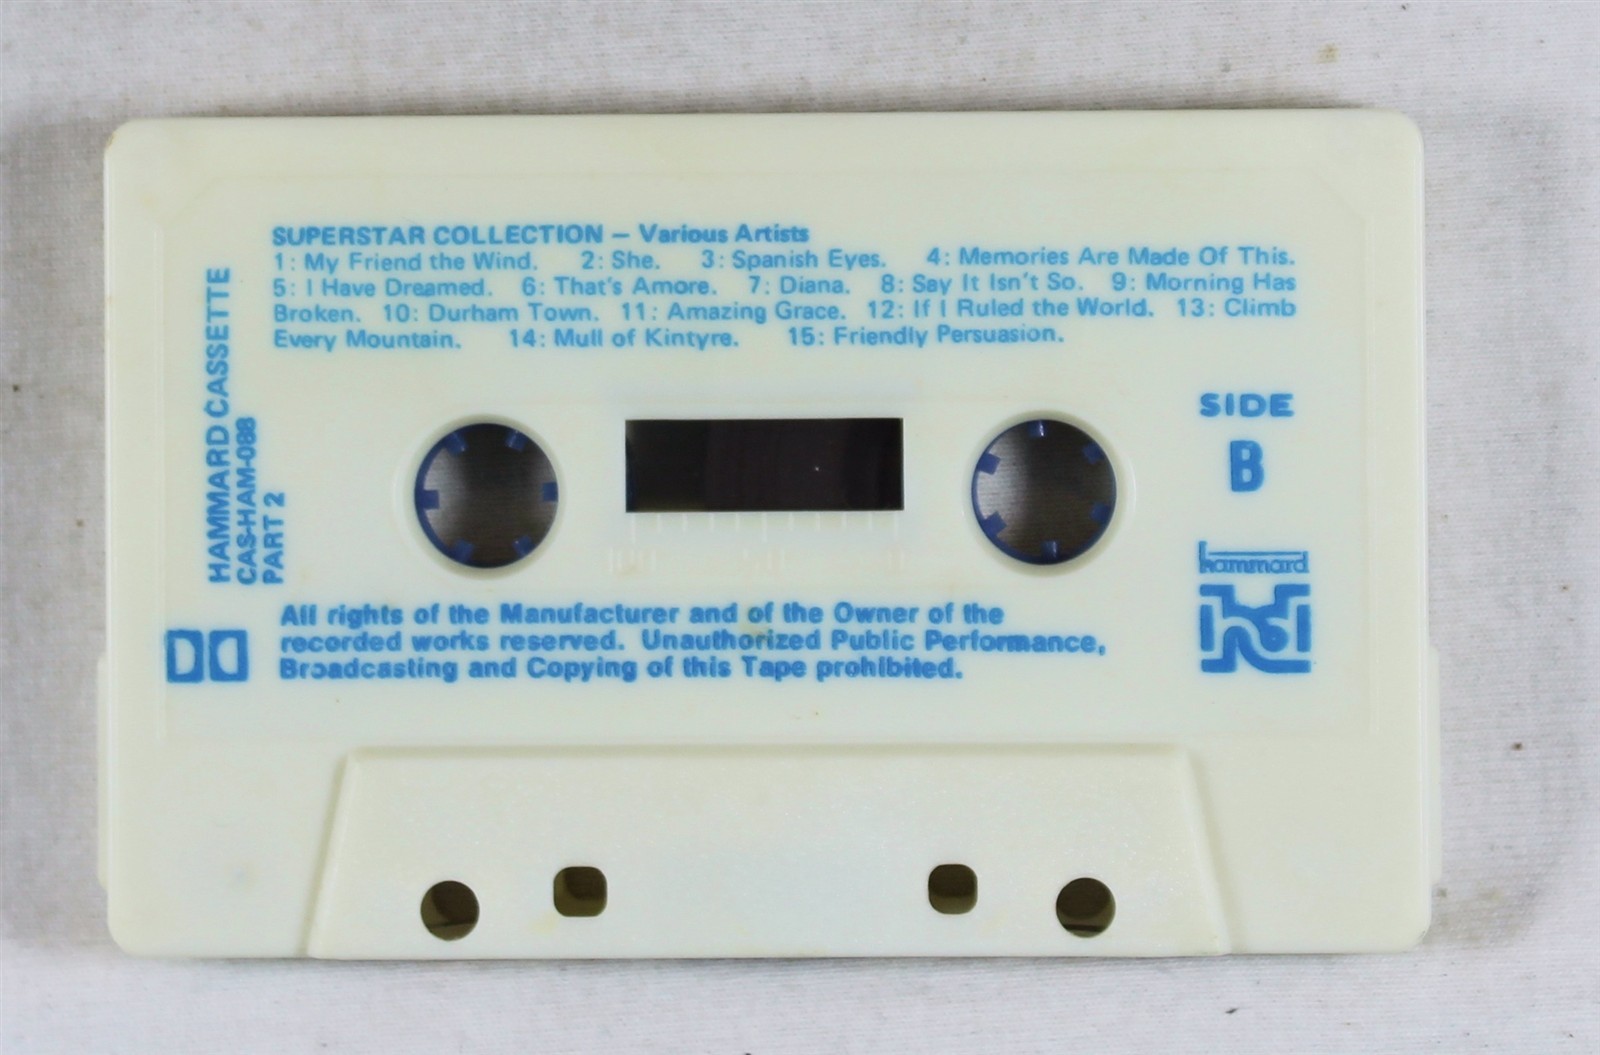 SUPERSTAR COLLECTION – Various Artists
1: My Friend the Wind. 2: She. 3: Spanish Eyes. 4: Memories Are Made Of This.
5: I Have Dreamed. 6: That's Amore. 7: Diana. 8: Say It Isn't So. 9: Morning Has
Broken. 10: Durham Town. 11: Amazing Grace. 12: If I Ruled the World. 13: Climb
Every Mountain. 14: Mull of Kintyre. 15: Friendly Persuasion.
HAMMARD CASSETTE
CAS-HAM-088
PART 2
SIDE
B
hammard
All rights of the Manufacturer and of the Owner of the
recorded works reserved. Unauthorized Public Performance,
Broadcasting and Copying of this Tape prohibited.